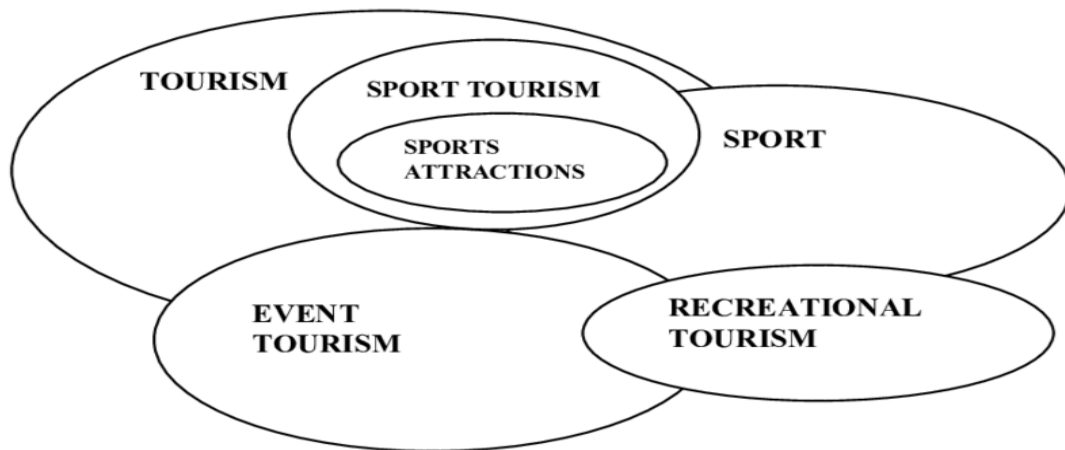 TOURISM
SPORT TOURISM
SPORTS
ATTRACTIONS
SPORT
EVENT
TOURISM
RECREATIONAL
TOURISM